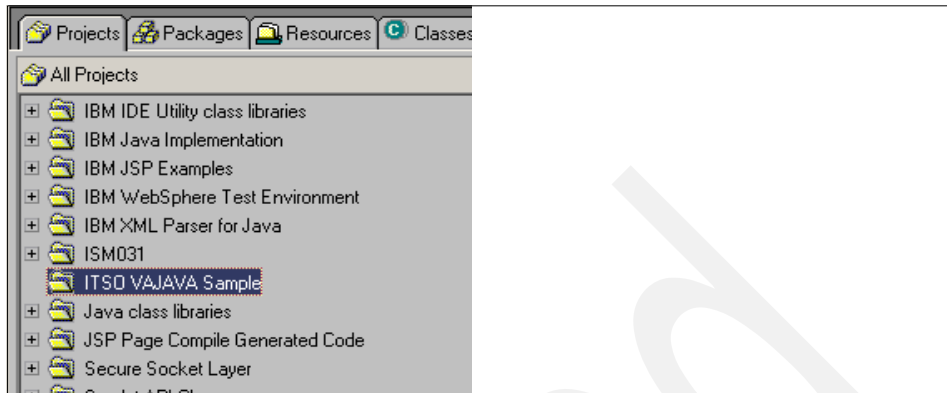 Projects Packages Resources Classes
All Projects
IBM IDE Utility class libraries
IBM Java Implementation
IBM JSP Examples
IBM WebSphere Test Environment
IBM XML Parser for Java
ISM031
ITSO VAJAVA Sample
Java class libraries
JSP Page Compile Generated Code
Secure Socket Layer